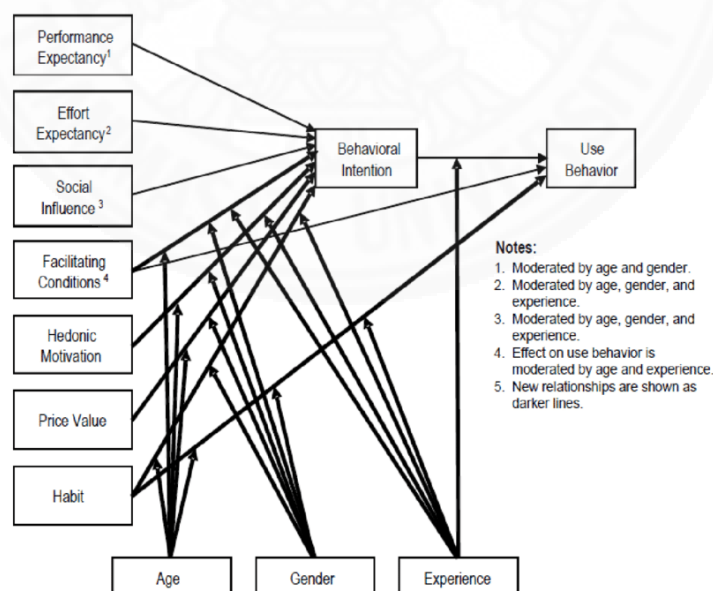 Performance
Expectancy1
Effort
Expectancy2
Social
Influence 3
Facilitating
Conditions 4
Hedonic
Motivation
Price Value
Habit
Behavioral
Intention
Use
Behavior
Notes:
1. Moderated by age and gender.
2. Moderated by age, gender, and
experience.
3. Moderated by age, gender, and
experience.
4. Effect on use behavior is
moderated by age and experience.
5. New relationships are shown as
darker lines.
Age
Gender
Experience